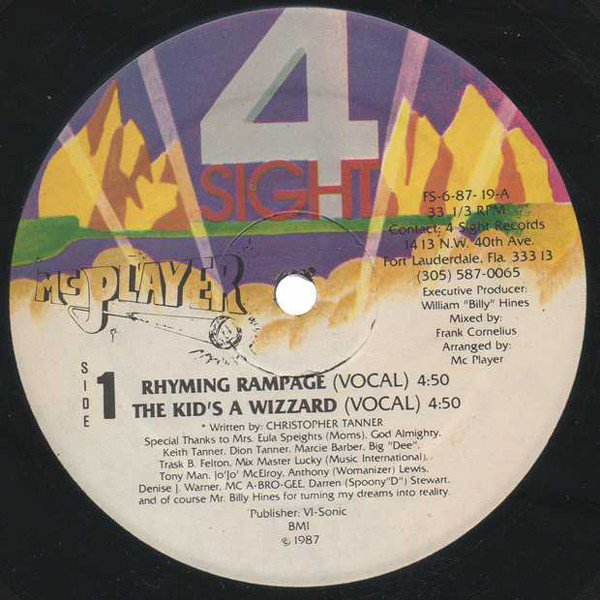 4
SIGHT
FS-6-87-19-A
33 1/3 RPM
Contact: 4 Sight Records
1413 N.W. 40th Ave.
Fort Lauderdale, Fla. 33313
(305) 587-0065
Executive Producer:
William "Billy" Hines
Mixed by:
Frank Cornelius
Arranged by:
Mc Player
MC PLAYER
SIDE 1
RHYMING RAMPAGE (VOCAL) 4:50
THE KID'S A WIZZARD (VOCAL) 4:50
* Written by: CHRISTOPHER TANNER
Special Thanks to Mrs. Eula Speights (Moms), God Almighty,
Keith Tanner, Dion Tanner, Marcie Barber, Big "Dee",
Trask B. Felton, Mix Master Lucky (Music International),
Tony Man, Jo'Jo' McElroy, Anthony (Womanizer) Lewis,
Denise J. Warner, MC A-BRO-GEE, Darren (Spoony"D") Stewart,
and of course Mr. Billy Hines for turning my dreams into reality.
Publisher: VI-Sonic
BMI
© 1987